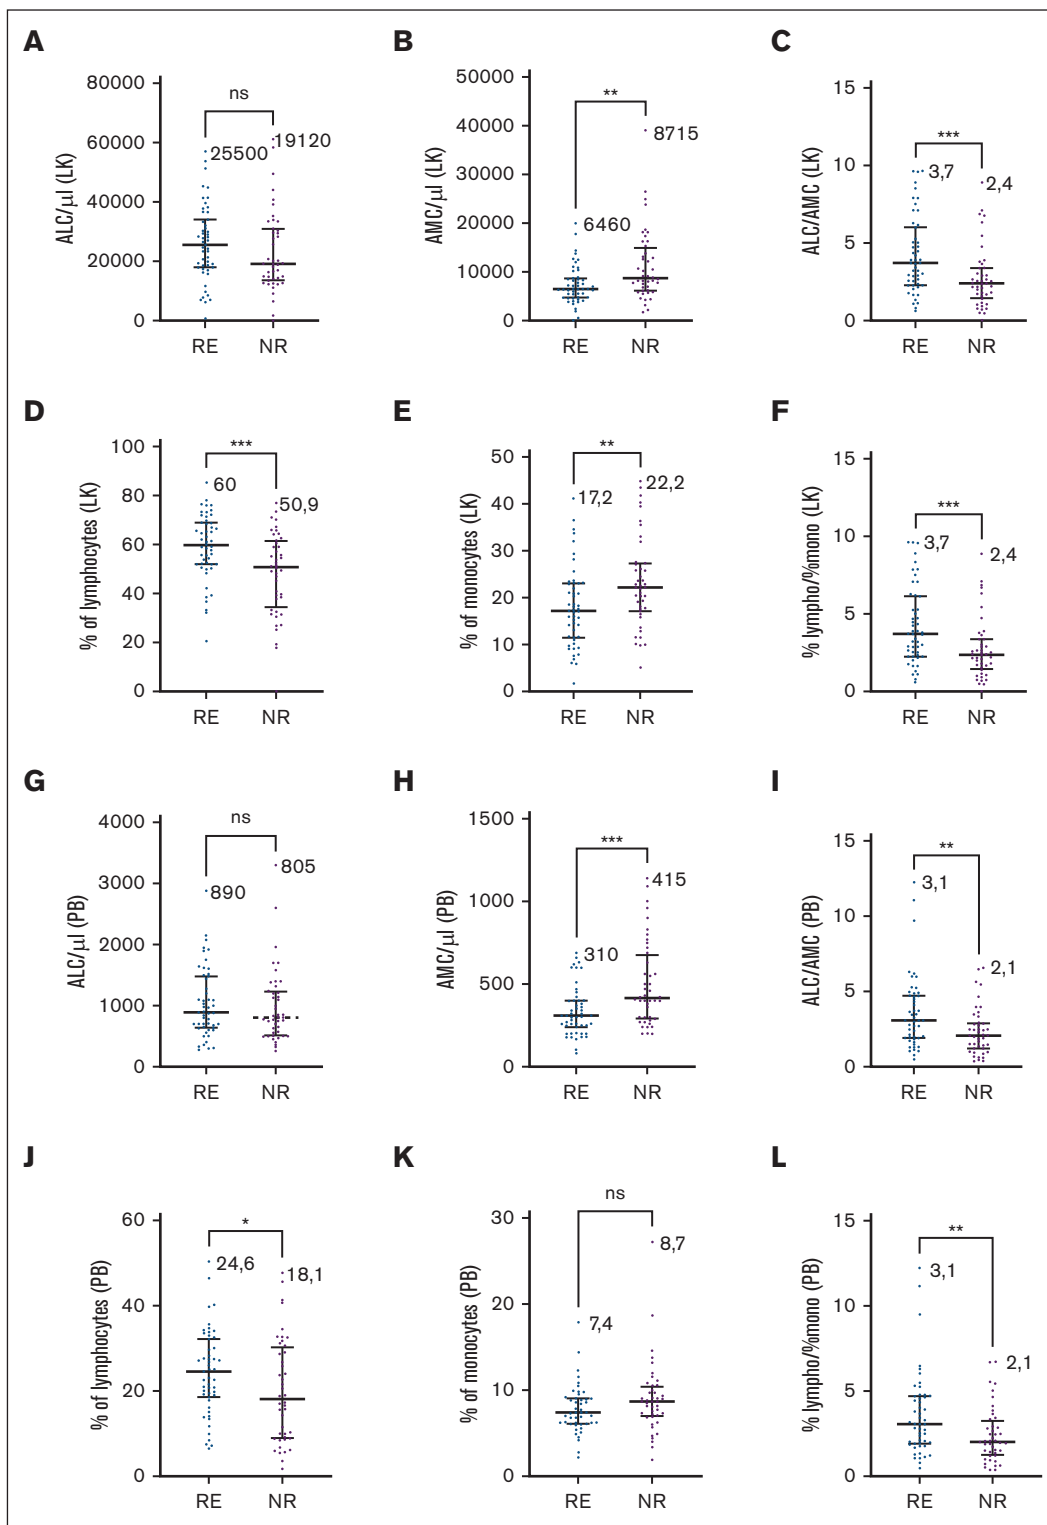 A
ALC/µl (LK)
80000
60000
40000
20000
0
ns
25500
19120
RE NR
B
AMC/µl (LK)
50000
40000
30000
20000
10000
0
**
6460
8715
RE NR
C
ALC/AMC (LK)
15
10
5
0
***
3,7
2,4
RE NR
D
% of lymphocytes (LK)
100
80
60
40
20
0
***
60
50,9
RE NR
E
% of monocytes (LK)
50
40
30
20
10
0
**
17,2
22,2
RE NR
F
% lympho/%mono (LK)
15
10
5
0
***
3,7
2,4
RE NR
G
ALC/µl (PB)
4000
3000
2000
1000
0
ns
890
805
RE NR
H
AMC/µl (PB)
1500
1000
500
0
***
310
415
RE NR
I
ALC/AMC (PB)
15
10
5
0
**
3,1
2,1
RE NR
J
% of lymphocytes (PB)
60
40
20
0
*
24,6
18,1
RE NR
K
% of monocytes (PB)
30
20
10
0
ns
7,4
8,7
RE NR
L
% lympho/%mono (PB)
15
10
5
0
**
3,1
2,1
RE NR